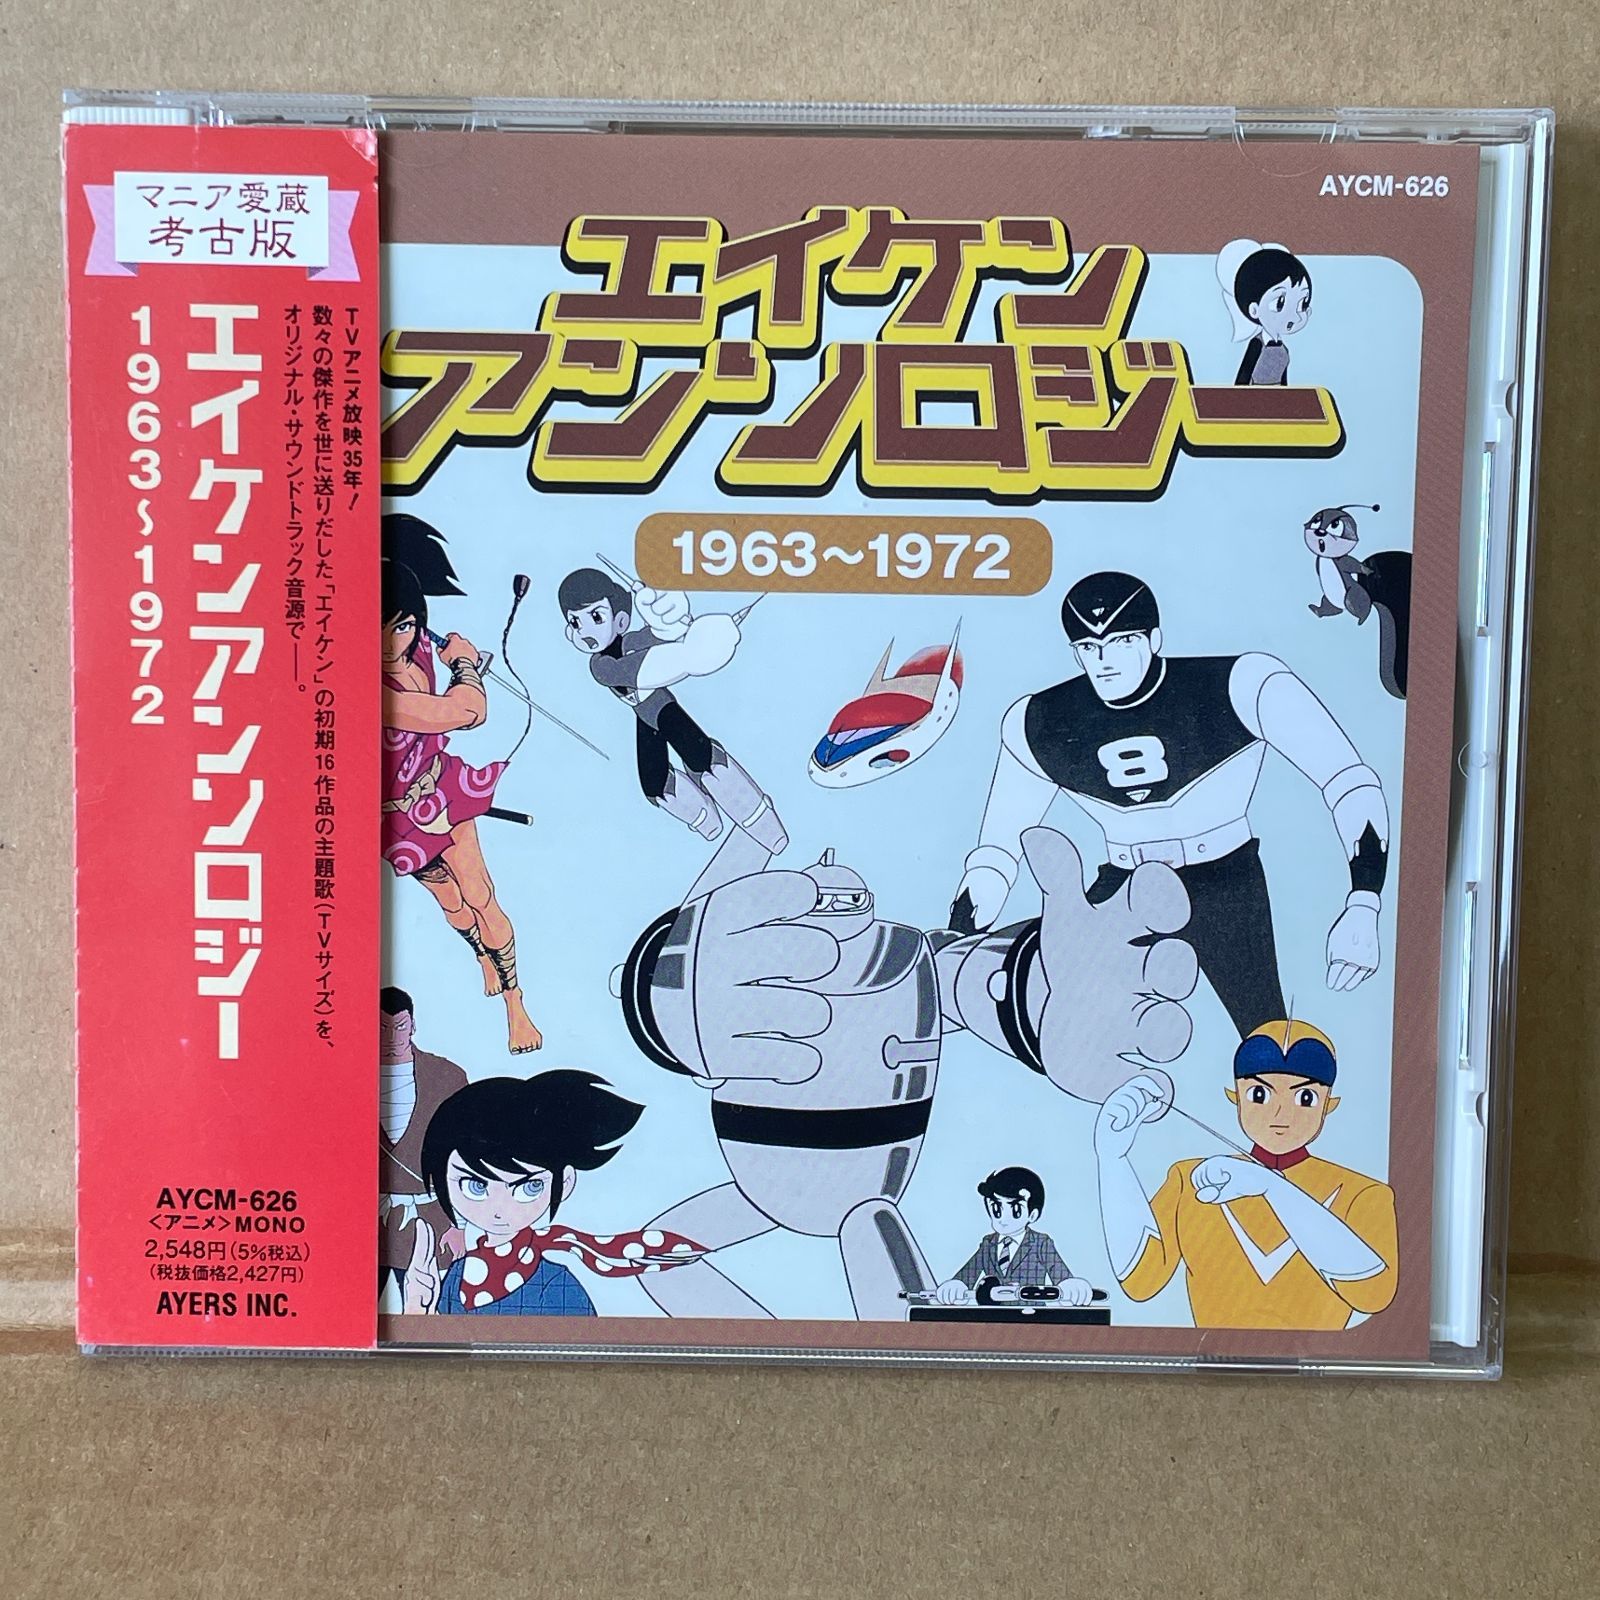 マニア愛蔵
考古版
TVアニメ放映35年!
数々の傑作を世に送りだした「エイケン」の初期16作品の主題歌(TVサイズ)を、
オリジナル・サウンドトラック音源で──。
エイケンアンソロジー
1963〜1972
AYCM-626
<アニメ>MONO
2,548円(5%税込)
(税抜価格2,427円)
AYERS INC.
AYCM-626
エイケン
アンソロジー
1963〜1972
8